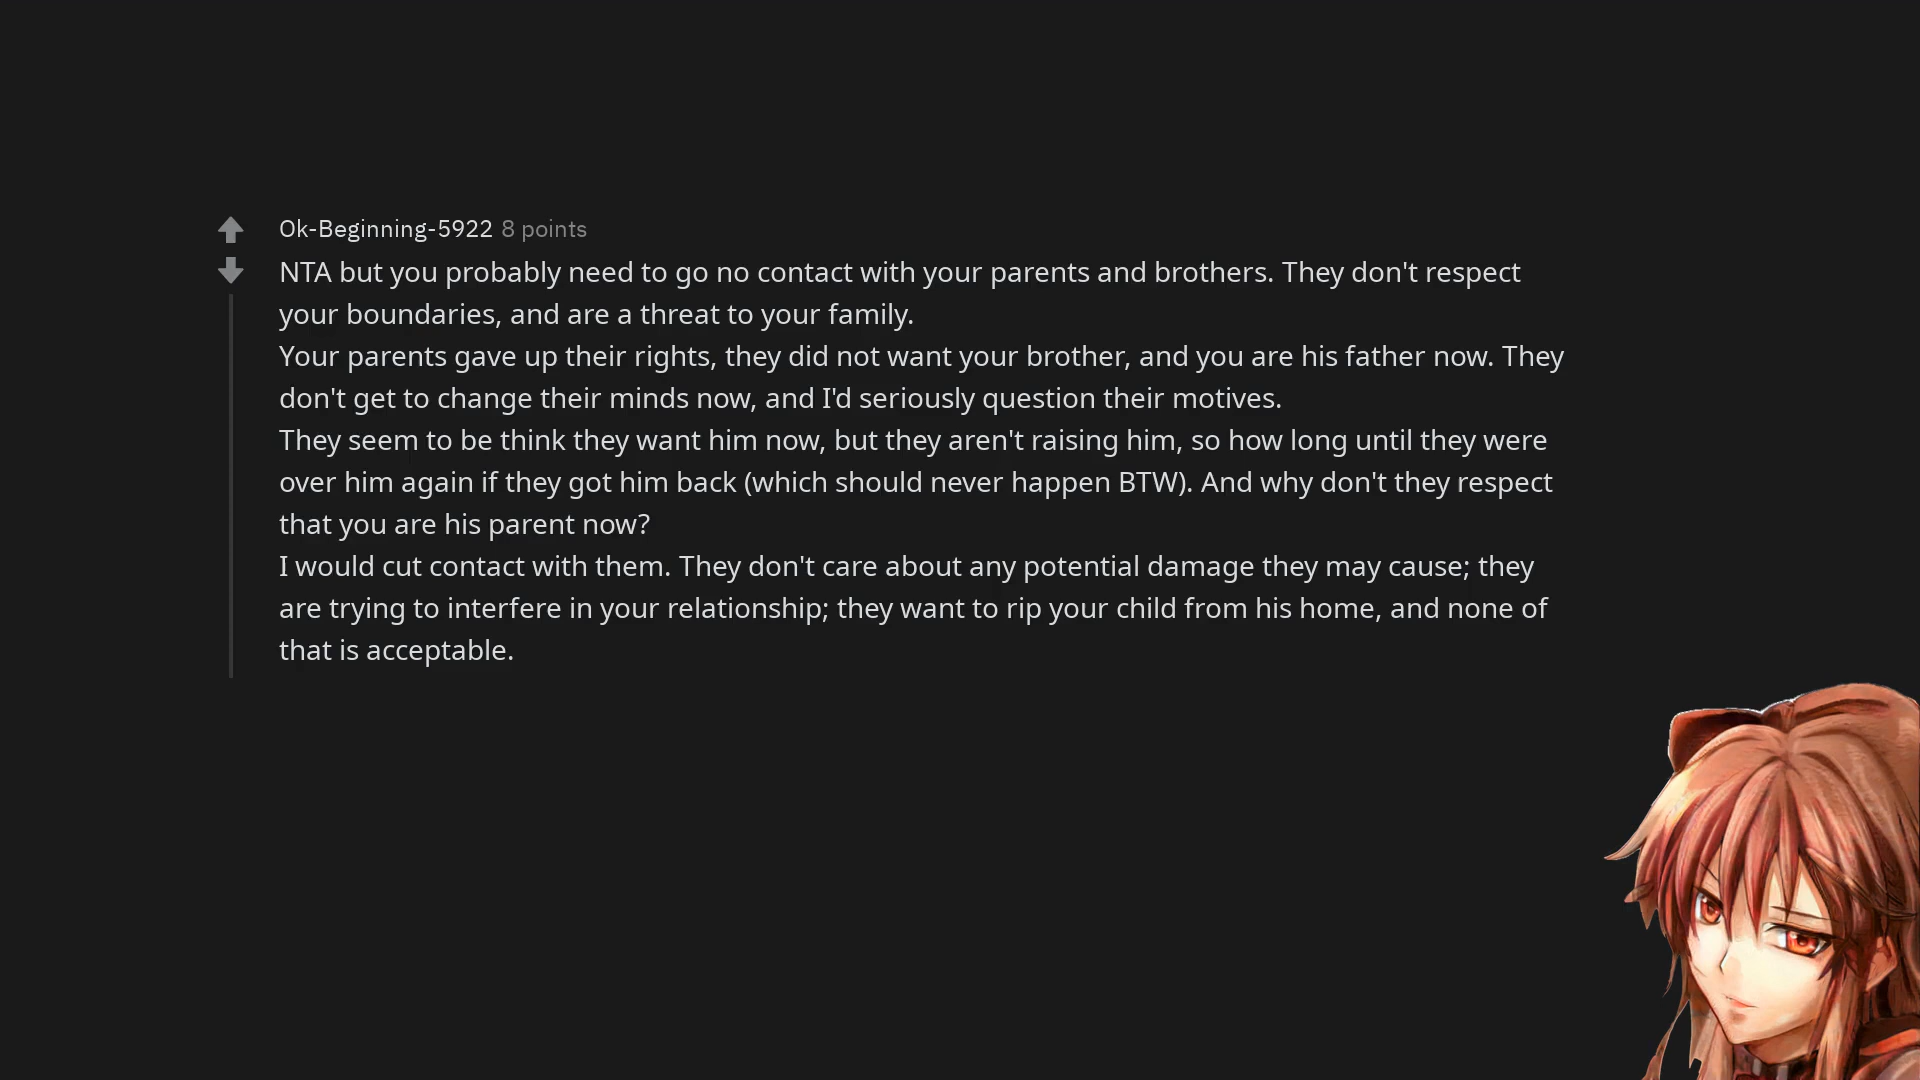 Ok-Beginning-5922 8 points
NTA but you probably need to go no contact with your parents and brothers. They don't respect
your boundaries, and are a threat to your family.
Your parents gave up their rights, they did not want your brother, and you are his father now. They
don't get to change their minds now, and I'd seriously question their motives.
They seem to be think they want him now, but they aren't raising him, so how long until they were
over him again if they got him back (which should never happen BTW). And why don't they respect
that you are his parent now?
I would cut contact with them. They don't care about any potential damage they may cause; they
are trying to interfere in your relationship; they want to rip your child from his home, and none of
that is acceptable.